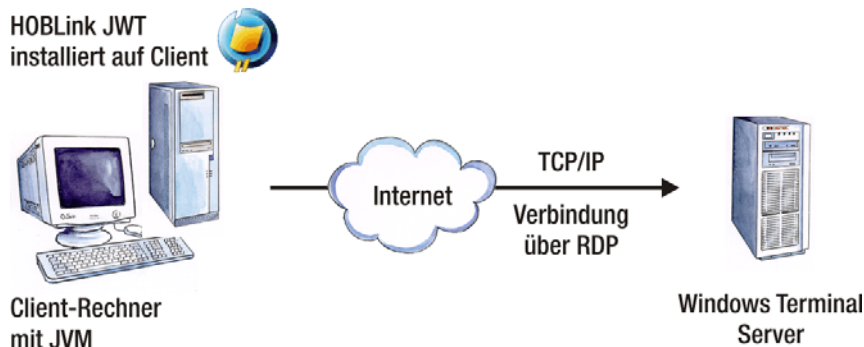 HOBLink JWT
installiert auf Client
Internet
TCP/IP
Verbindung
über RDP
Client-Rechner
mit JVM
Windows Terminal
Server